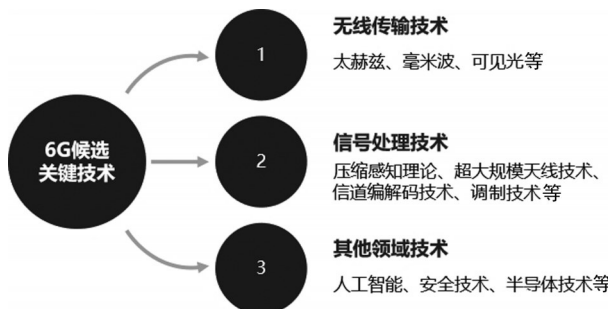 6G候选
关键技术
1
无线传输技术
太赫兹、毫米波、可见光等
2
信号处理技术
压缩感知理论、超大规模天线技术、
信道编解码技术、调制技术等
3
其他领域技术
人工智能、安全技术、半导体技术等